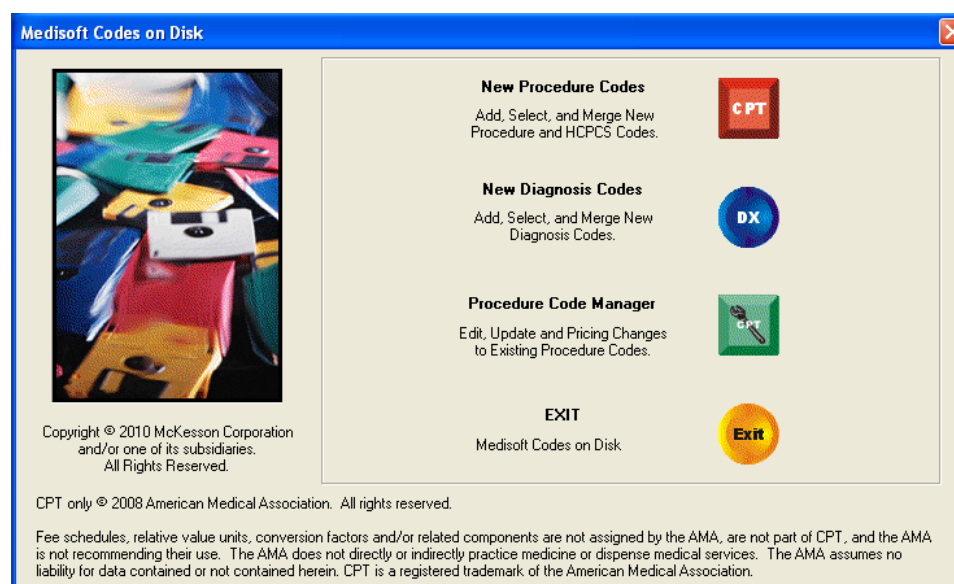 Medisoft Codes on Disk
New Procedure Codes
Add, Select, and Merge New
Procedure and HCPCS Codes.
CPT
New Diagnosis Codes
Add, Select, and Merge New
Diagnosis Codes.
DX
Procedure Code Manager
Edit, Update and Pricing Changes
to Existing Procedure Codes.
CPT
EXIT
Medisoft Codes on Disk
Exit
Copyright © 2010 McKesson Corporation
and/or one of its subsidiaries.
All Rights Reserved.
CPT only © 2008 American Medical Association.  All rights reserved.
Fee schedules, relative value units, conversion factors and/or related components are not assigned by the AMA, are not part of CPT, and the AMA
is not recommending their use.  The AMA does not directly or indirectly practice medicine or dispense medical services.  The AMA assumes no
liability for data contained or not contained herein. CPT is a registered trademark of the American Medical Association.